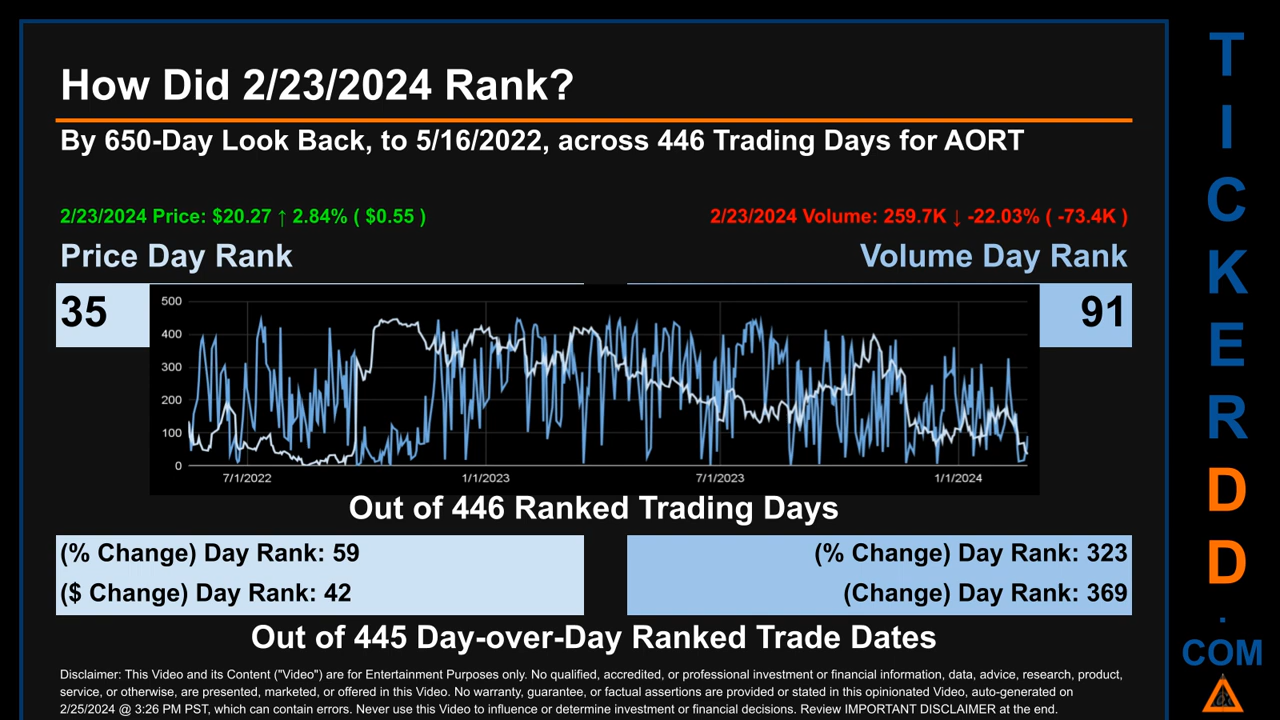 How Did 2/23/2024 Rank?
By 650-Day Look Back, to 5/16/2022, across 446 Trading Days for AORT
2/23/2024 Price: $20.27 ↑ 2.84% ( $0.55 )
2/23/2024 Volume: 259.7K ↓ -22.03% ( -73.4K )
Price Day Rank
Volume Day Rank
35
91
500
400
300
200
100
0
7/1/2022
1/1/2023
7/1/2023
1/1/2024
Out of 446 Ranked Trading Days
(% Change) Day Rank: 59
($ Change) Day Rank: 42
(% Change) Day Rank: 323
(Change) Day Rank: 369
Out of 445 Day-over-Day Ranked Trade Dates
Disclaimer: This Video and its Content ("Video") are for Entertainment Purposes only. No qualified, accredited, or professional investment or financial information, data, advice, research, product,
service, or otherwise, are presented, marketed, or offered in this Video. No warranty, guarantee, or factual assertions are provided or stated in this opinionated Video, auto-generated on
2/25/2024 @ 3:26 PM PST, which can contain errors. Never use this Video to influence or determine investment or financial decisions. Review IMPORTANT DISCLAIMER at the end.
T
I
C
K
E
R
D
D
.
COM